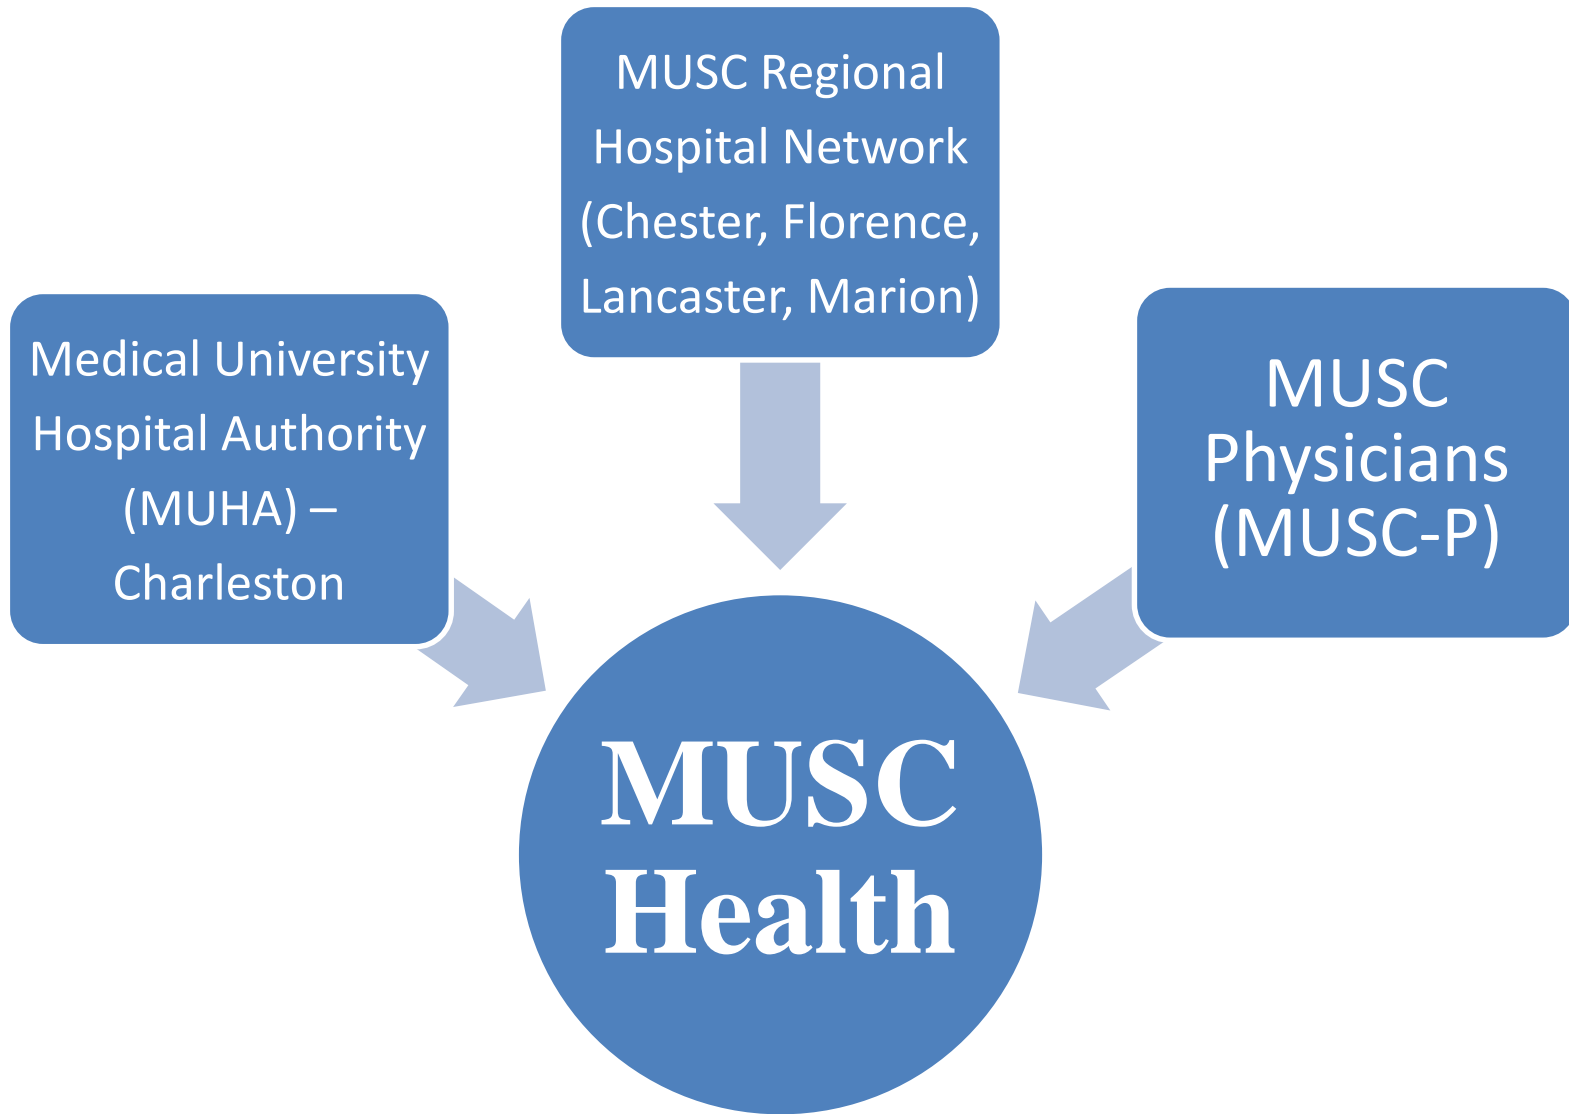 MUSC Regional
Hospital Network
(Chester, Florence,
Lancaster, Marion)
Medical University
Hospital Authority
(MUHA) –
Charleston
MUSC
Physicians
(MUSC-P)
MUSC
Health